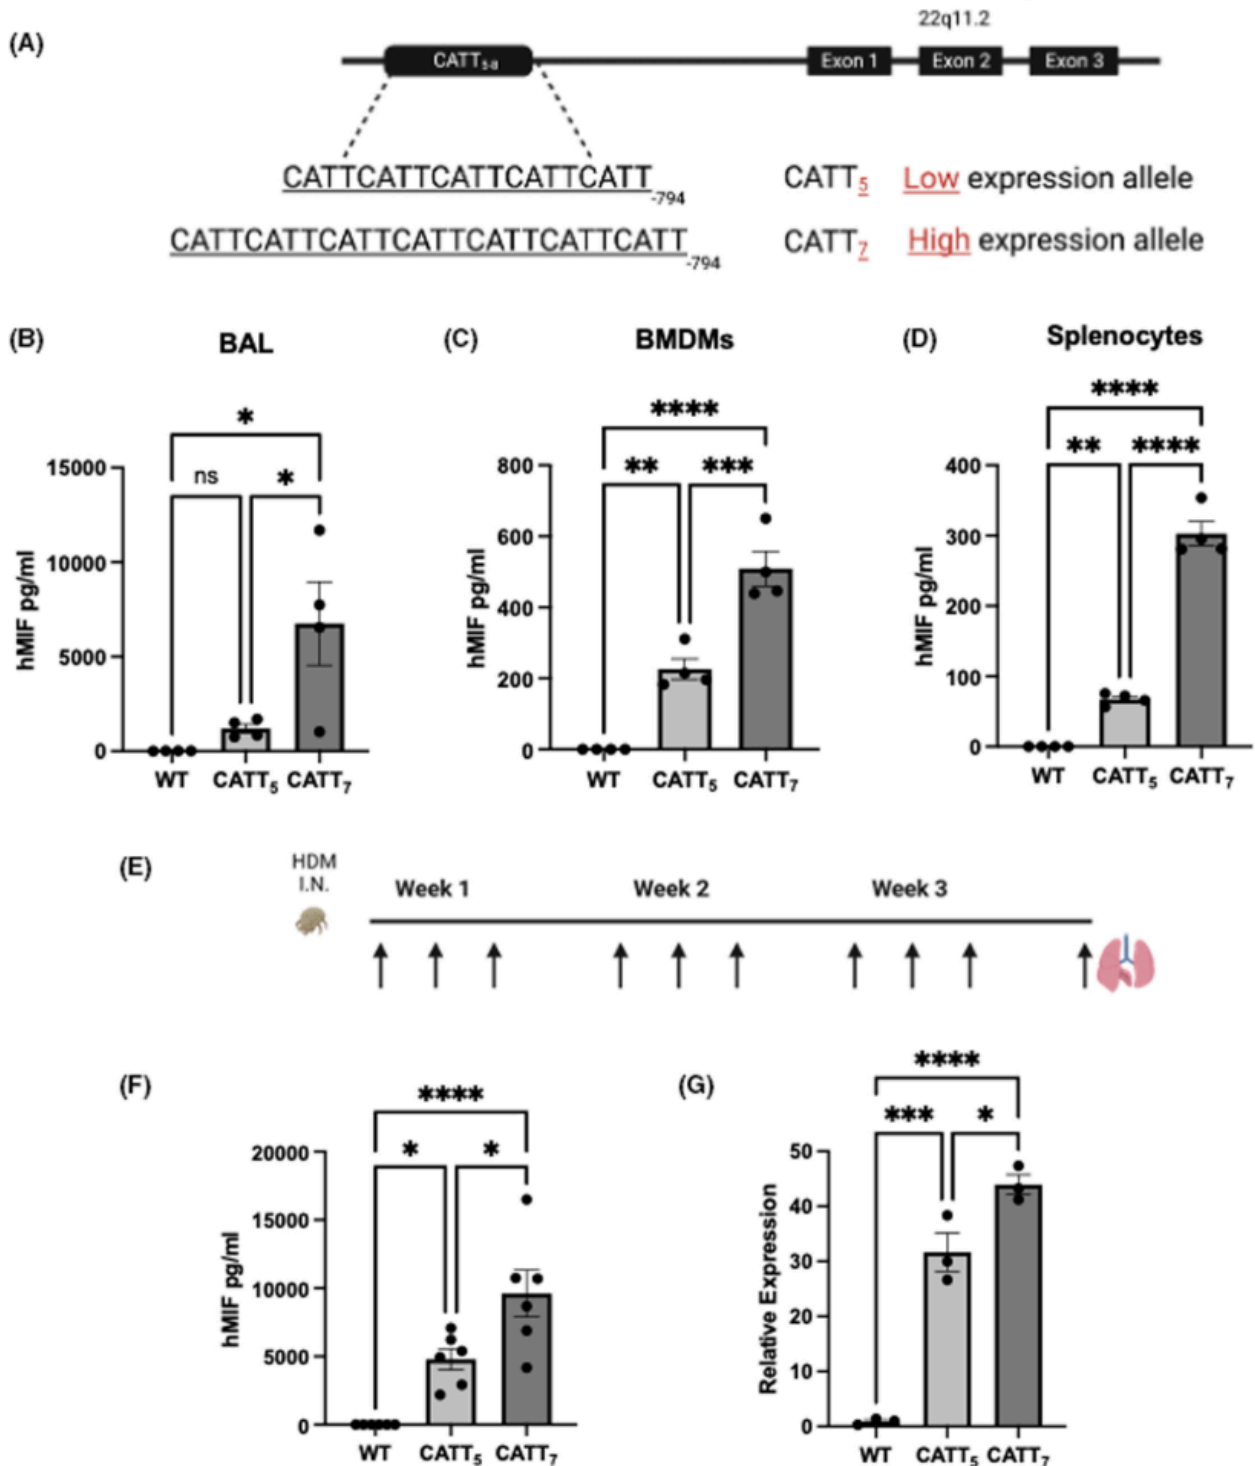 (A)
22q11.2
CATT5-8
Exon 1
Exon 2
Exon 3
CATTCATTCATTCATTCATT-794
CATT5 Low expression allele
CATTCATTCATTCATTCATTCATTCATT-794
CATT7 High expression allele
(B)
BAL
*
ns
*
15000
10000
5000
0
hMIF pg/ml
WT CATT5 CATT7
(C)
BMDMs
****
**
***
800
600
400
200
0
hMIF pg/ml
WT CATT5 CATT7
(D)
Splenocytes
****
**
****
400
300
200
100
0
hMIF pg/ml
WT CATT5 CATT7
(E)
HDM
I.N.
Week 1
Week 2
Week 3
(F)
****
*
*
20000
15000
10000
5000
0
hMIF pg/ml
WT CATT5 CATT7
(G)
****
***
*
50
40
30
20
10
0
Relative Expression
WT CATT5 CATT7